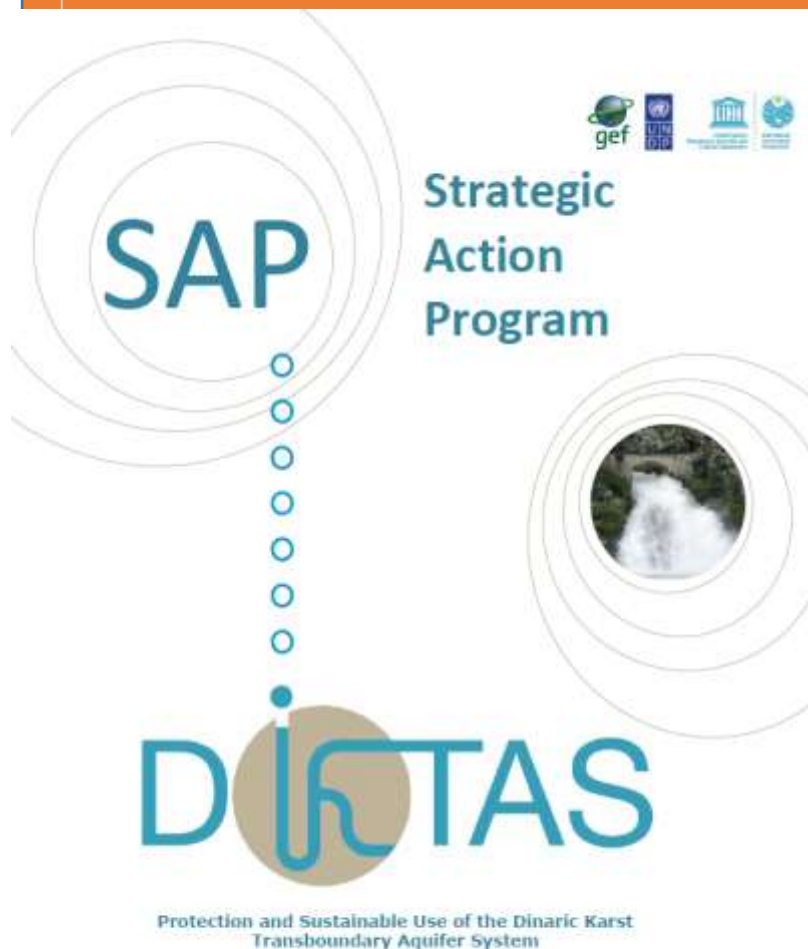 gef
U N
D P
Strategic
Action
Program
SAP
DIKTAS
Protection and Sustainable Use of the Dinaric Karst
Transboundary Aquifer System